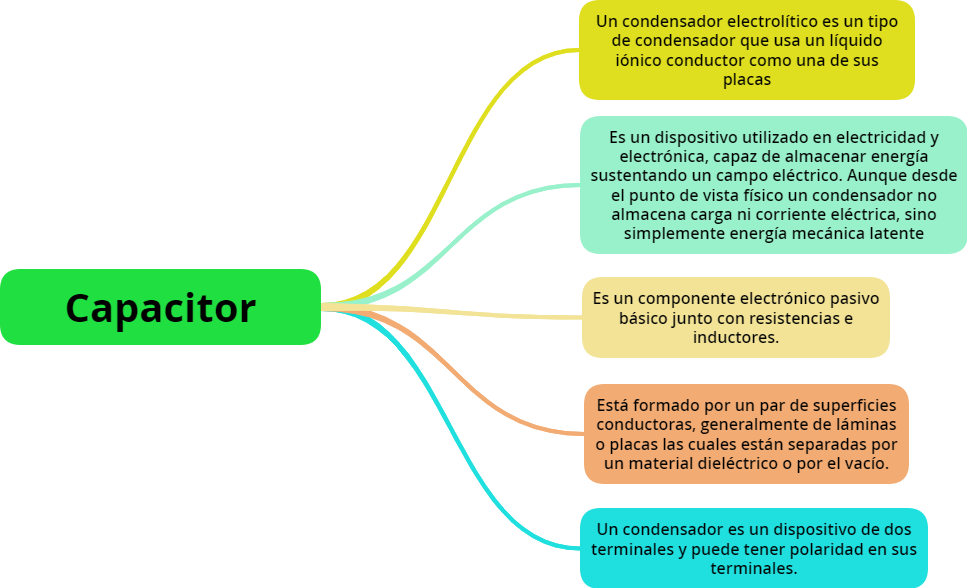 Capacitor
Un condensador electrolítico es un tipo
de condensador que usa un líquido
iónico conductor como una de sus
placas
Es un dispositivo utilizado en electricidad y
electrónica, capaz de almacenar energía
sustentando un campo eléctrico. Aunque desde
el punto de vista físico un condensador no
almacena carga ni corriente eléctrica, sino
simplemente energía mecánica latente
Es un componente electrónico pasivo
básico junto con resistencias e
inductores.
Está formado por un par de superficies
conductoras, generalmente de láminas
o placas las cuales están separadas por
un material dieléctrico o por el vacío.
Un condensador es un dispositivo de dos
terminales y puede tener polaridad en sus
terminales.